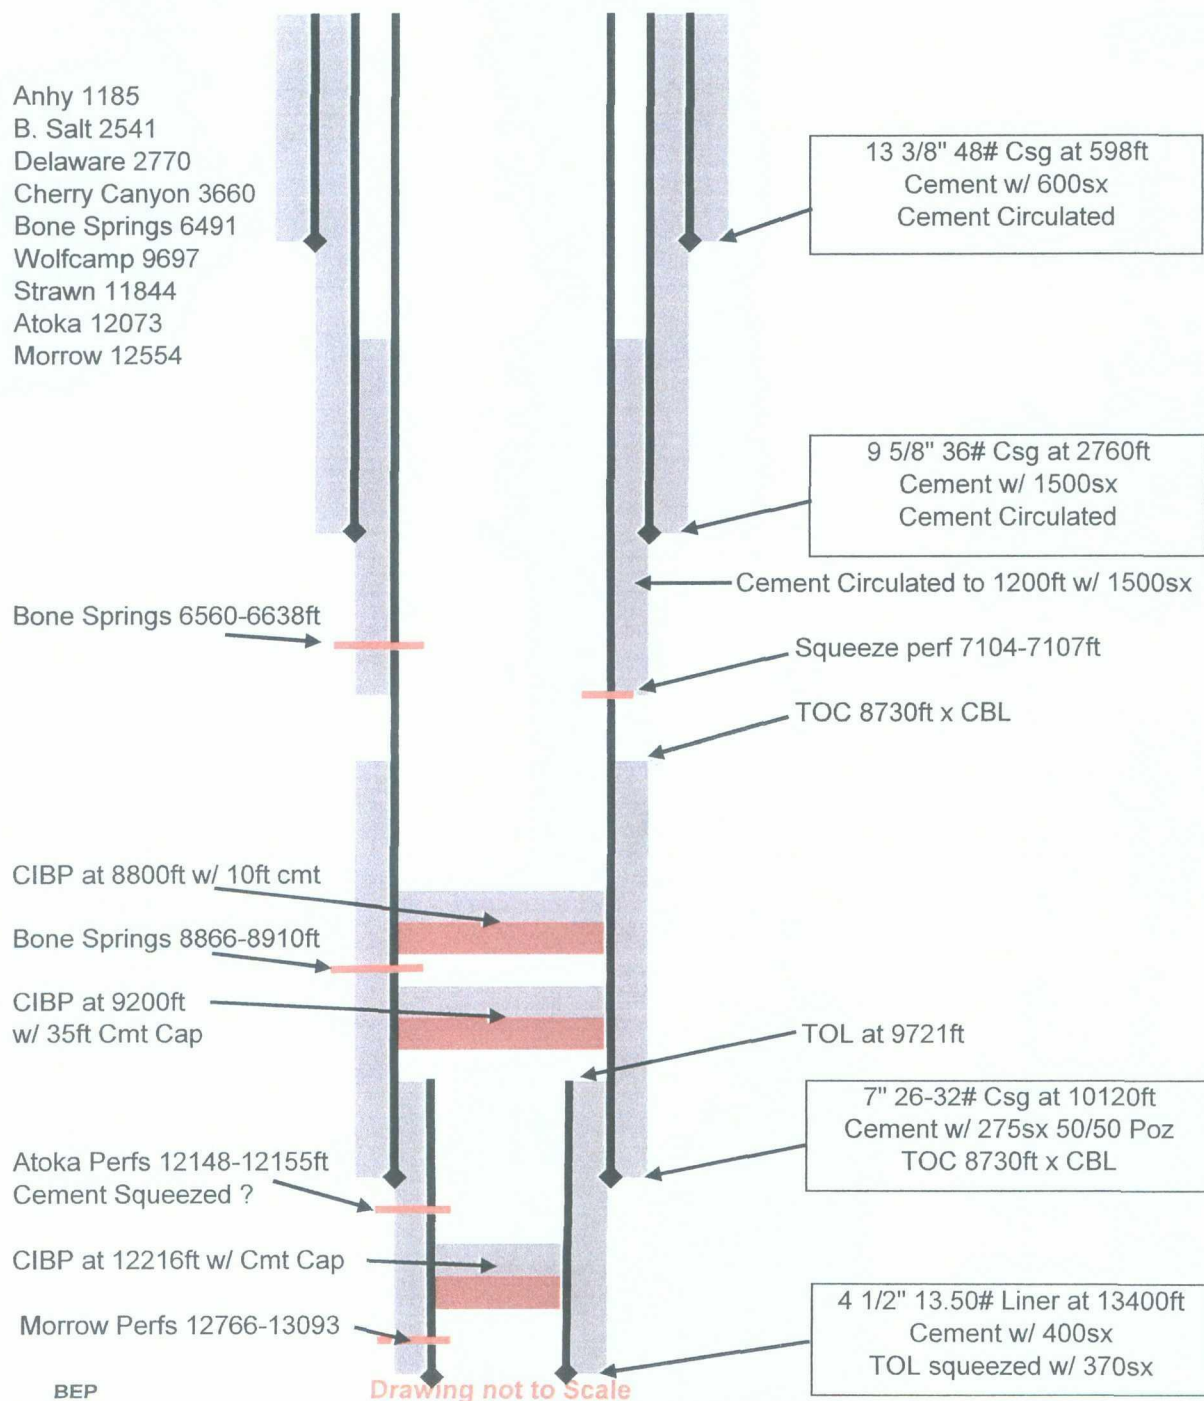 Anhy 1185
B. Salt 2541
Delaware 2770
Cherry Canyon 3660
Bone Springs 6491
Wolfcamp 9697
Strawn 11844
Atoka 12073
Morrow 12554
13 3/8" 48# Csg at 598ft
Cement w/ 600sx
Cement Circulated
9 5/8" 36# Csg at 2760ft
Cement w/ 1500sx
Cement Circulated
Cement Circulated to 1200ft w/ 1500sx
Bone Springs 6560-6638ft
Squeeze perf 7104-7107ft
TOC 8730ft x CBL
CIBP at 8800ft w/ 10ft cmt
Bone Springs 8866-8910ft
CIBP at 9200ft
w/ 35ft Cmt Cap
TOL at 9721ft
7" 26-32# Csg at 10120ft
Cement w/ 275sx 50/50 Poz
TOC 8730ft x CBL
Atoka Perfs 12148-12155ft
Cement Squeezed ?
CIBP at 12216ft w/ Cmt Cap
4 1/2" 13.50# Liner at 13400ft
Cement w/ 400sx
TOL squeezed w/ 370sx
Morrow Perfs 12766-13093
BEP
Drawing not to Scale